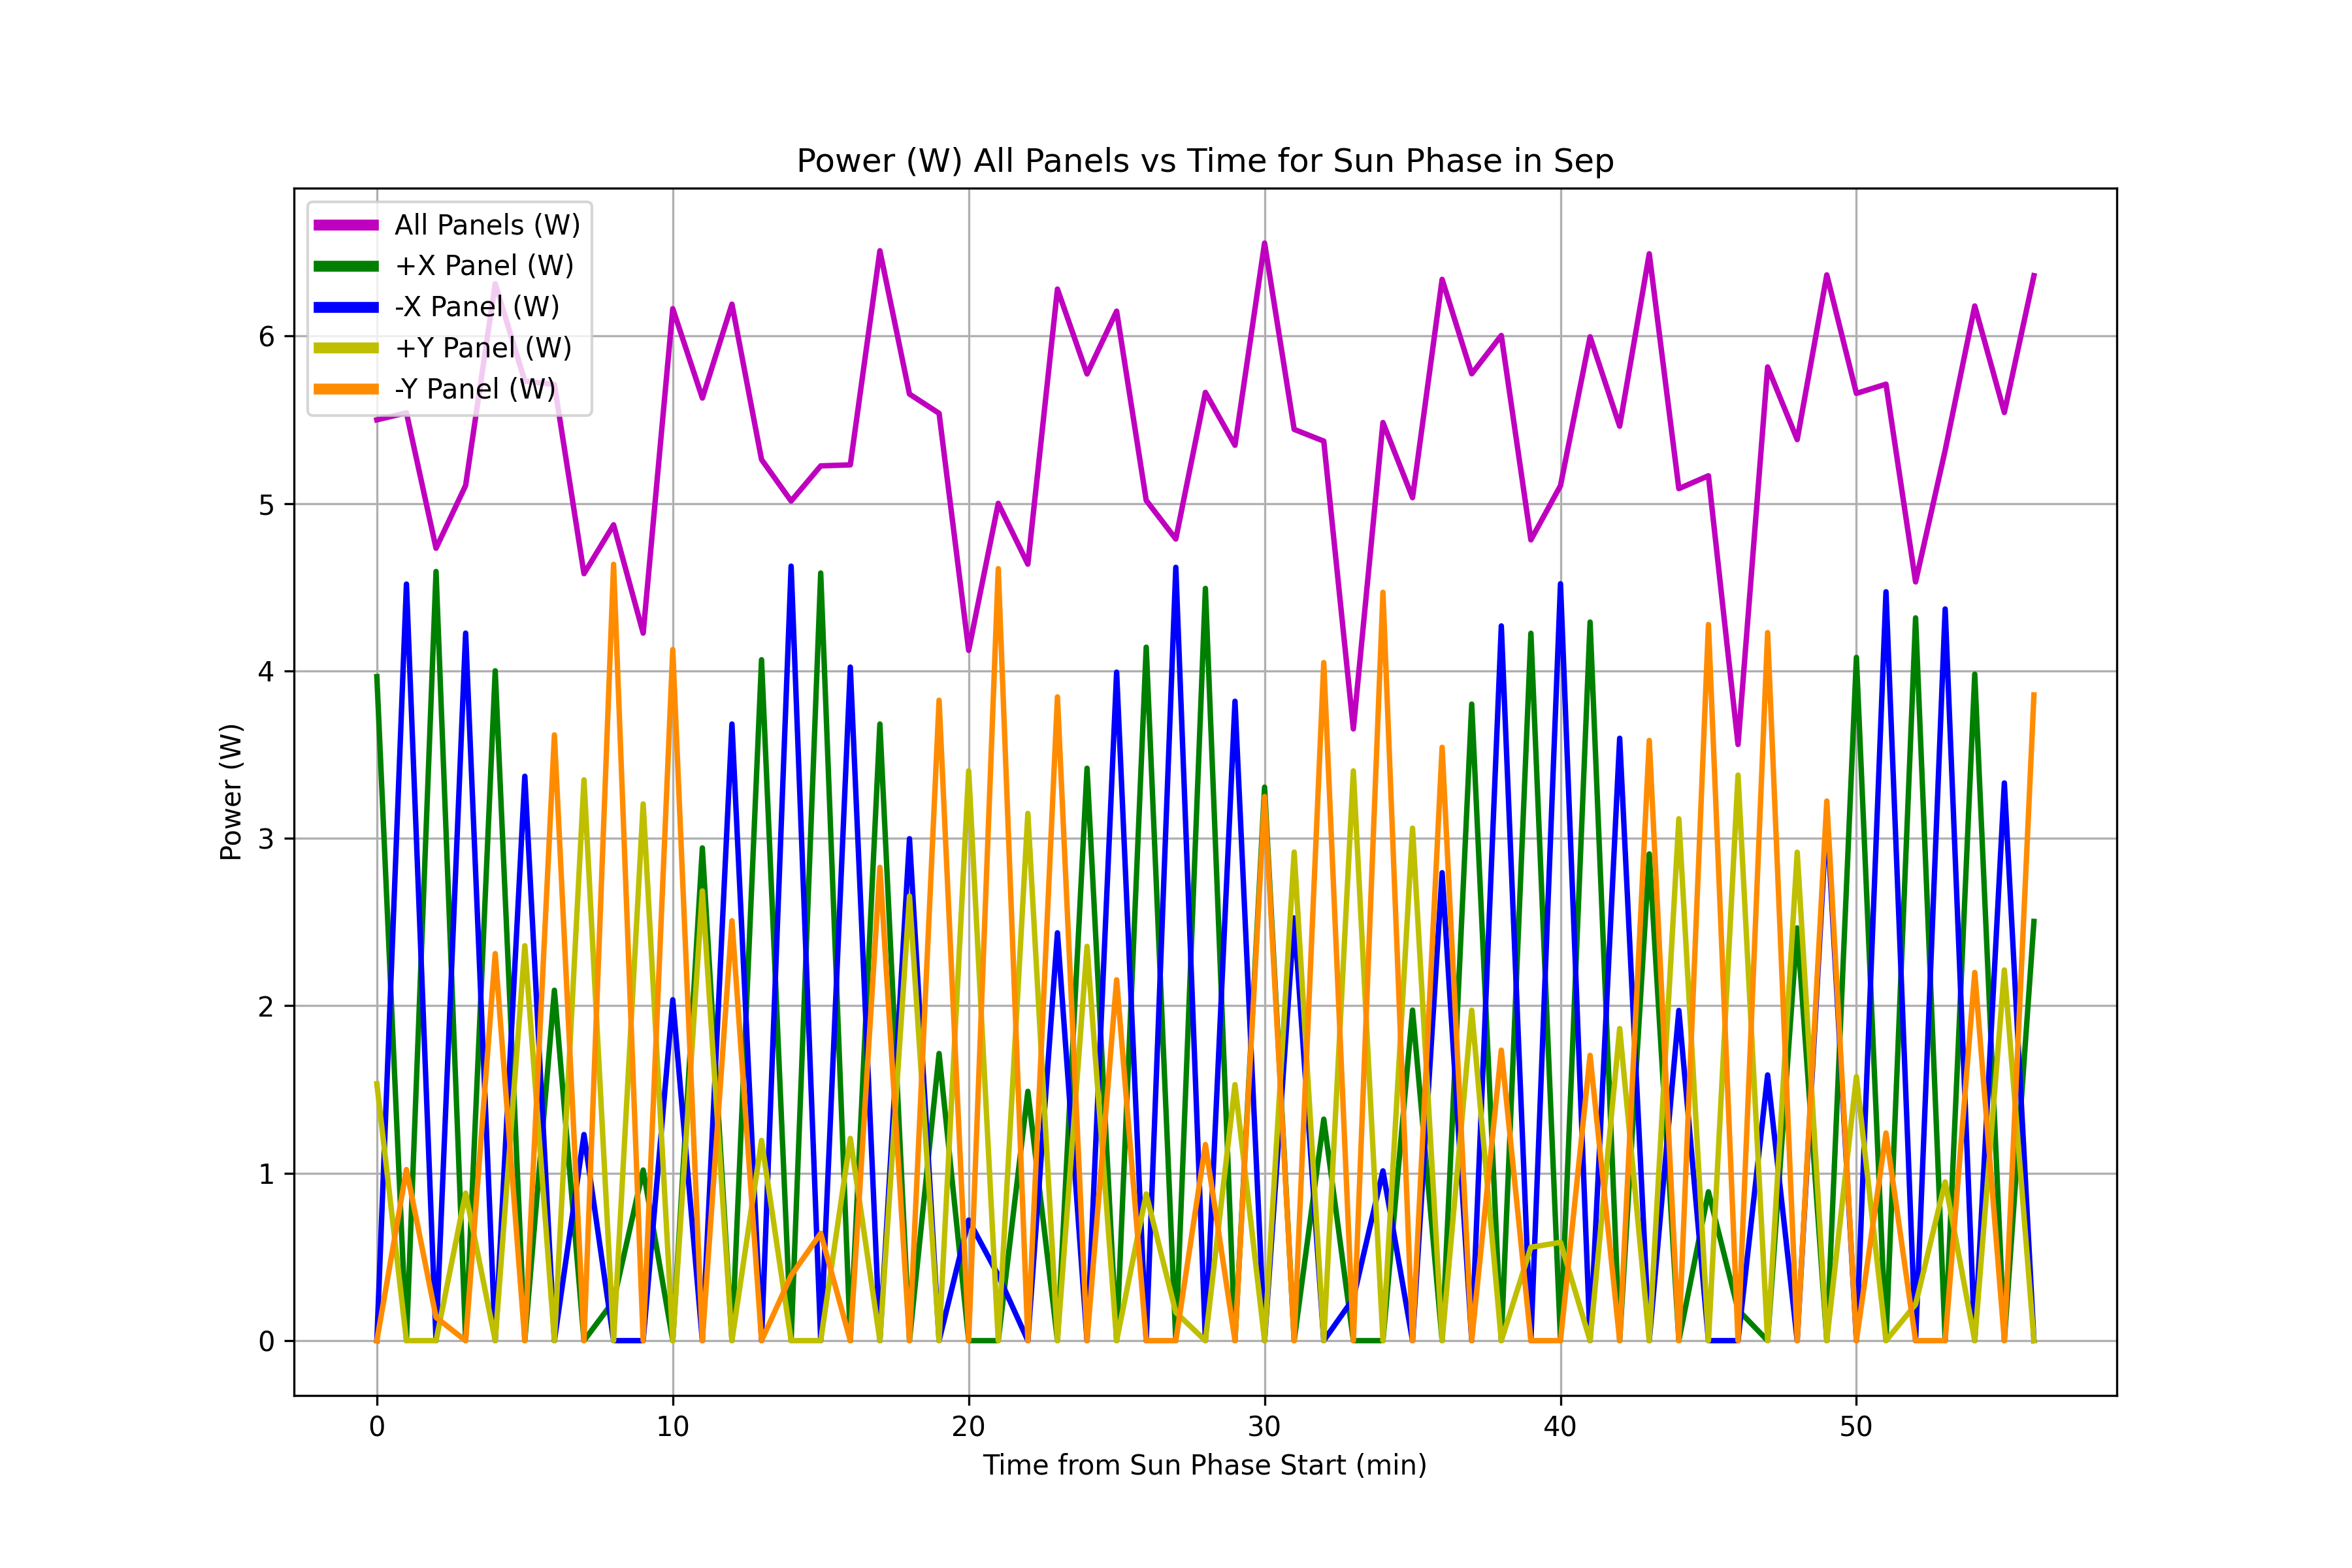 Power (W) All Panels vs Time for Sun Phase in Sep
All Panels (W)
+X Panel (W)
-X Panel (W)
+Y Panel (W)
-Y Panel (W)
Power (W)
6
5
4
3
2
1
0
0 10 20 30 40 50
Time from Sun Phase Start (min)